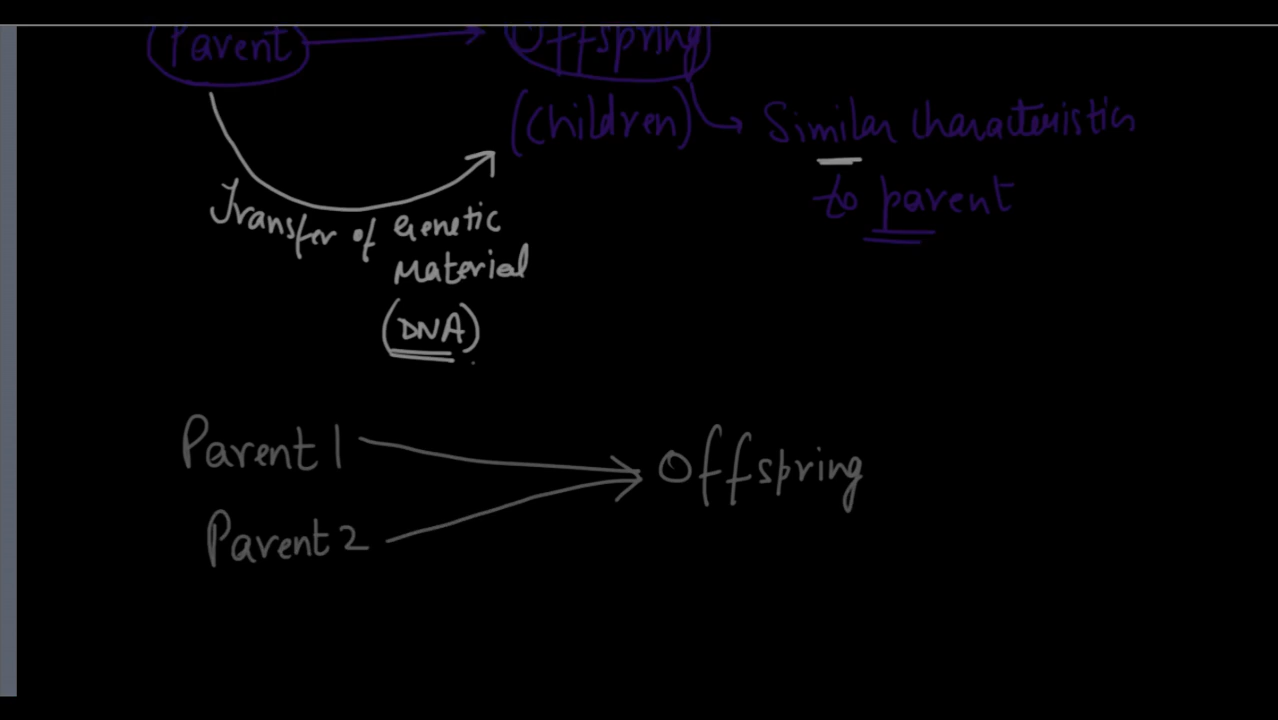 Parent Offspring
(Children) Similar Characteristics
to parent
Transfer of Genetic
Material
(DNA)
Parent 1
Offspring
Parent 2